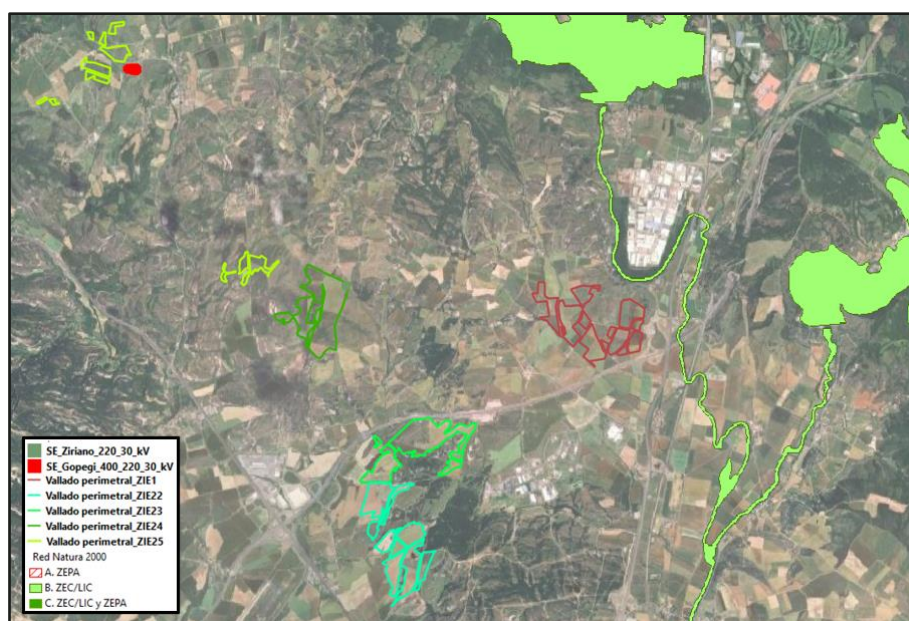 SE_Ziriano_220_30_kV
SE_Gopegi_400_220_30_kV
Vallado perimetral_ZIE1
Vallado perimetral_ZIE22
Vallado perimetral_ZIE23
Vallado perimetral_ZIE24
Vallado perimetral_ZIE25
Red Natura 2000
A. ZEPA
B. ZEC/LIC
C. ZEC/LIC y ZEPA